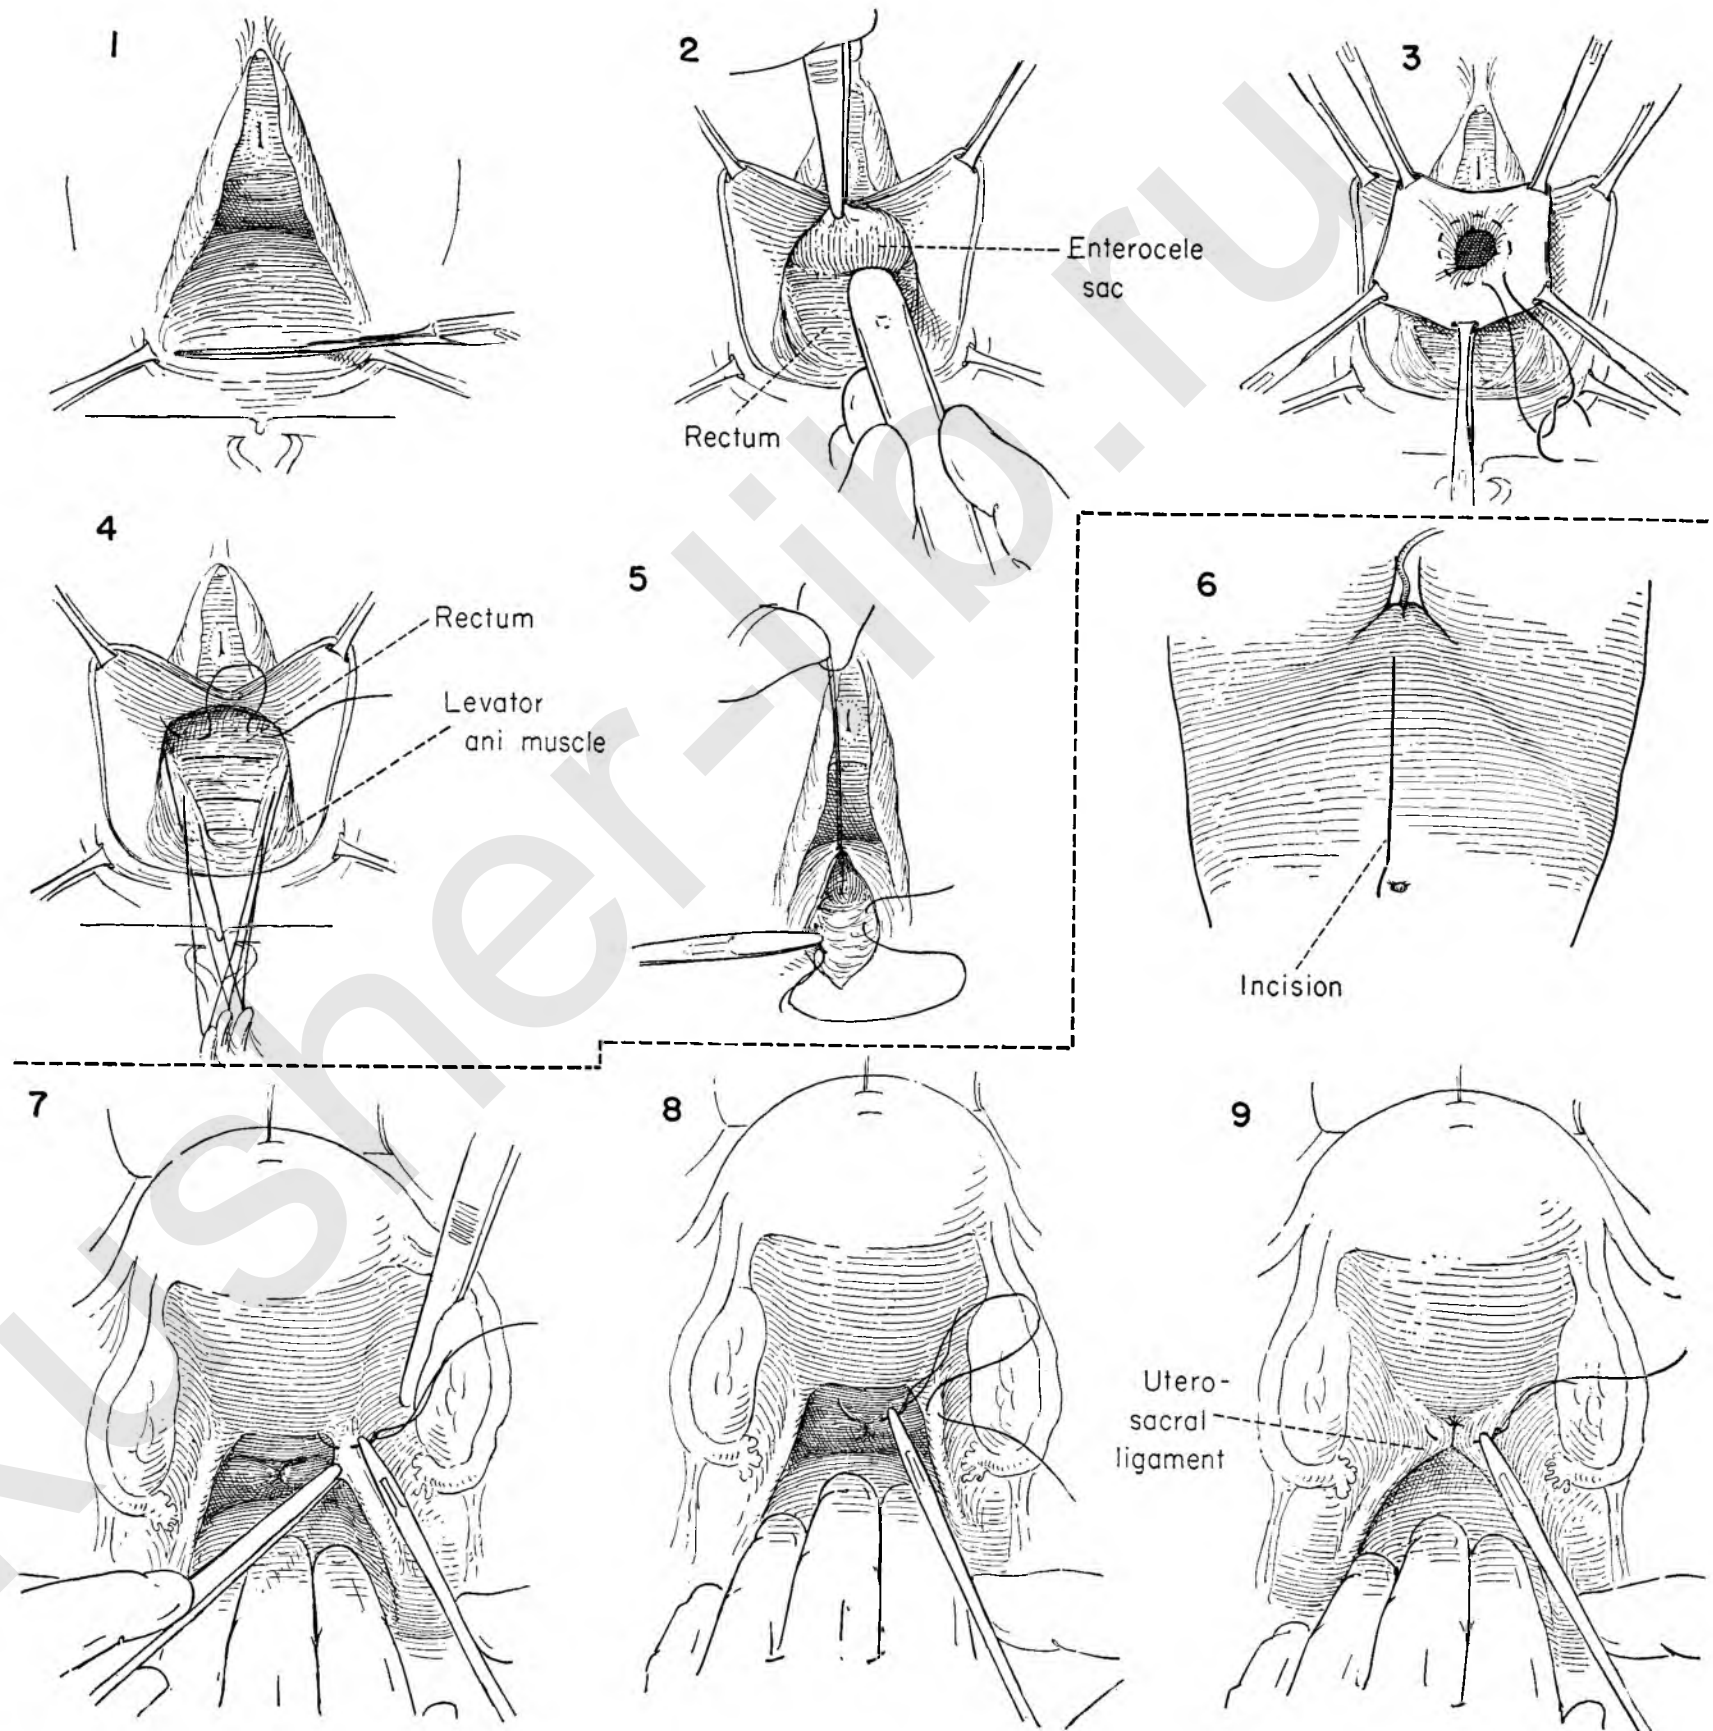 1
2
3
Enterocele
sac
Rectum
4
5
6
Rectum
Levator
ani muscle
Incision
7
8
9
Utero-
sacral
ligament
kusher-lib.ru